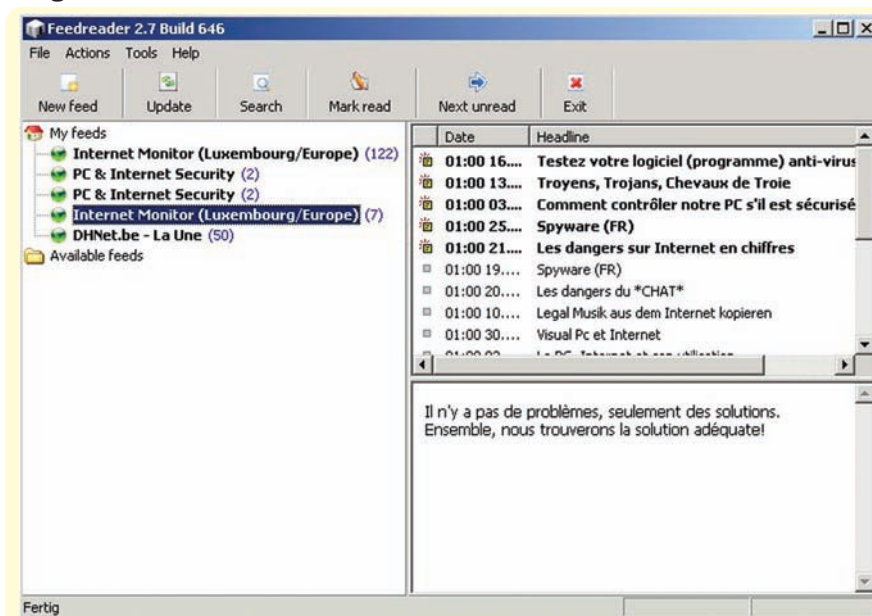 Feedreader 2.7 Build 646
File Actions Tools Help
New feed Update Search Mark read Next unread Exit
My feeds
Internet Monitor (Luxembourg/Europe) (122)
PC & Internet Security (2)
PC & Internet Security (2)
Internet Monitor (Luxembourg/Europe) (7)
DHNet.be - La Une (50)
Available feeds
Date Headline
01:00 16.... Testez votre logiciel (programme) anti-virus
01:00 13.... Troyens, Trojans, Chevaux de Troie
01:00 03.... Comment contrôler notre PC s'il est sécurisé
01:00 25.... Spyware (FR)
01:00 21.... Les dangers sur Internet en chiffres
01:00 19.... Spyware (FR)
01:00 20.... Les dangers du *CHAT*
01:00 10.... Legal Musik aus dem Internet kopieren
01:00 30.... Visual Pc et Internet
Il n'y a pas de problèmes, seulement des solutions.
Ensemble, nous trouverons la solution adéquate!
Fertig